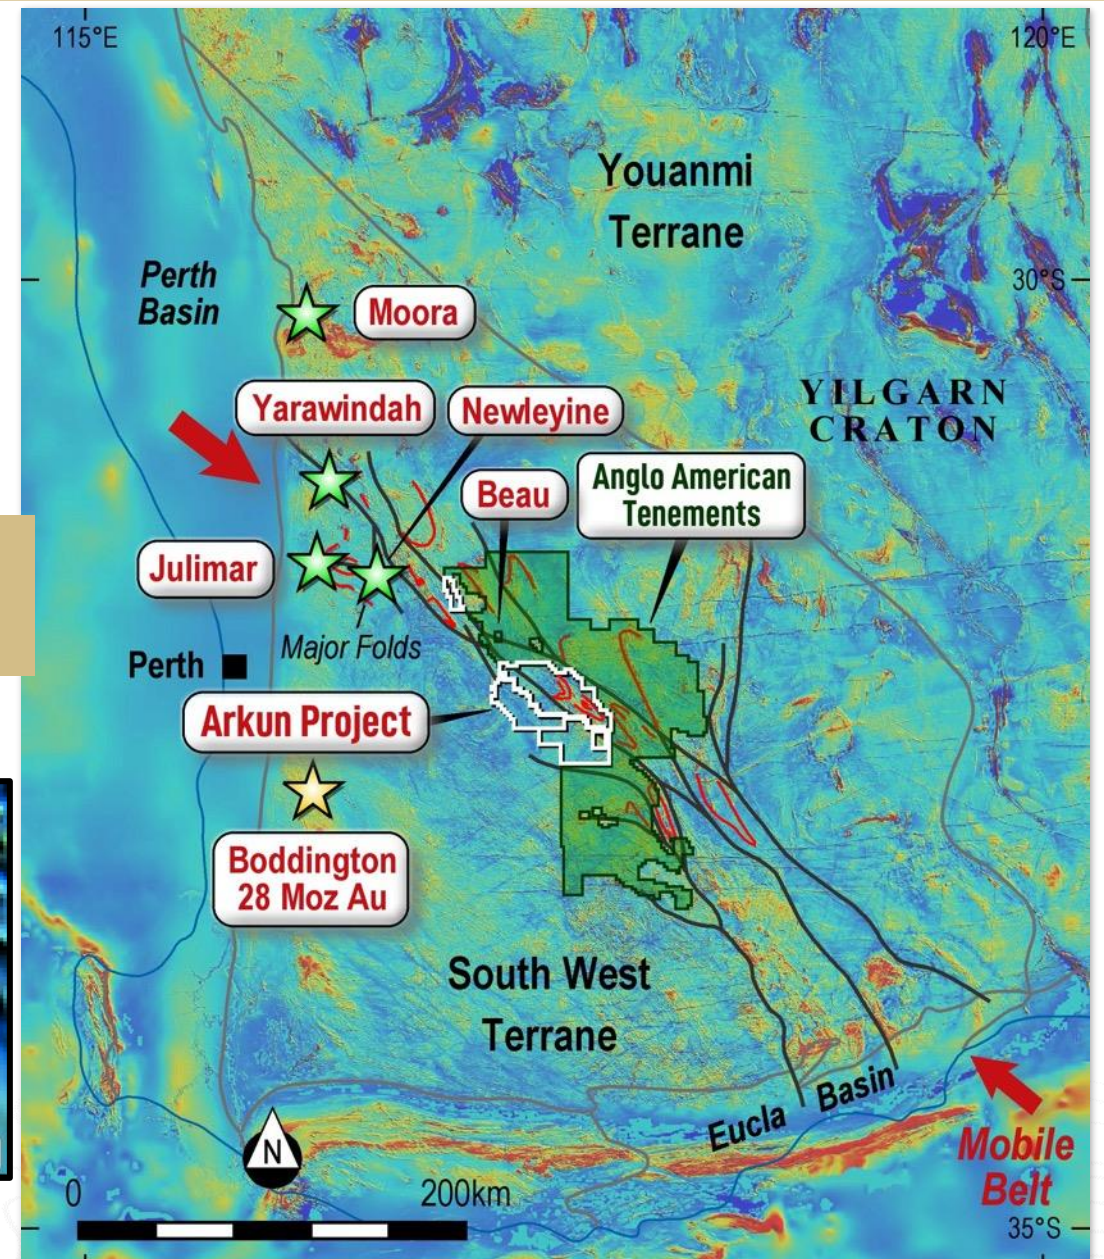 115°E
120°E
Youanmi
Terrane
Perth
Basin
30°S
Moora
YILGARN
CRATON
Yarawindah
Newleyine
Beau
Anglo American
Tenements
Julimar
Major Folds
Perth
Arkun Project
Boddington
28 Moz Au
South West
Terrane
Eucla Basin
Mobile
Belt
N
0
200km
35°S